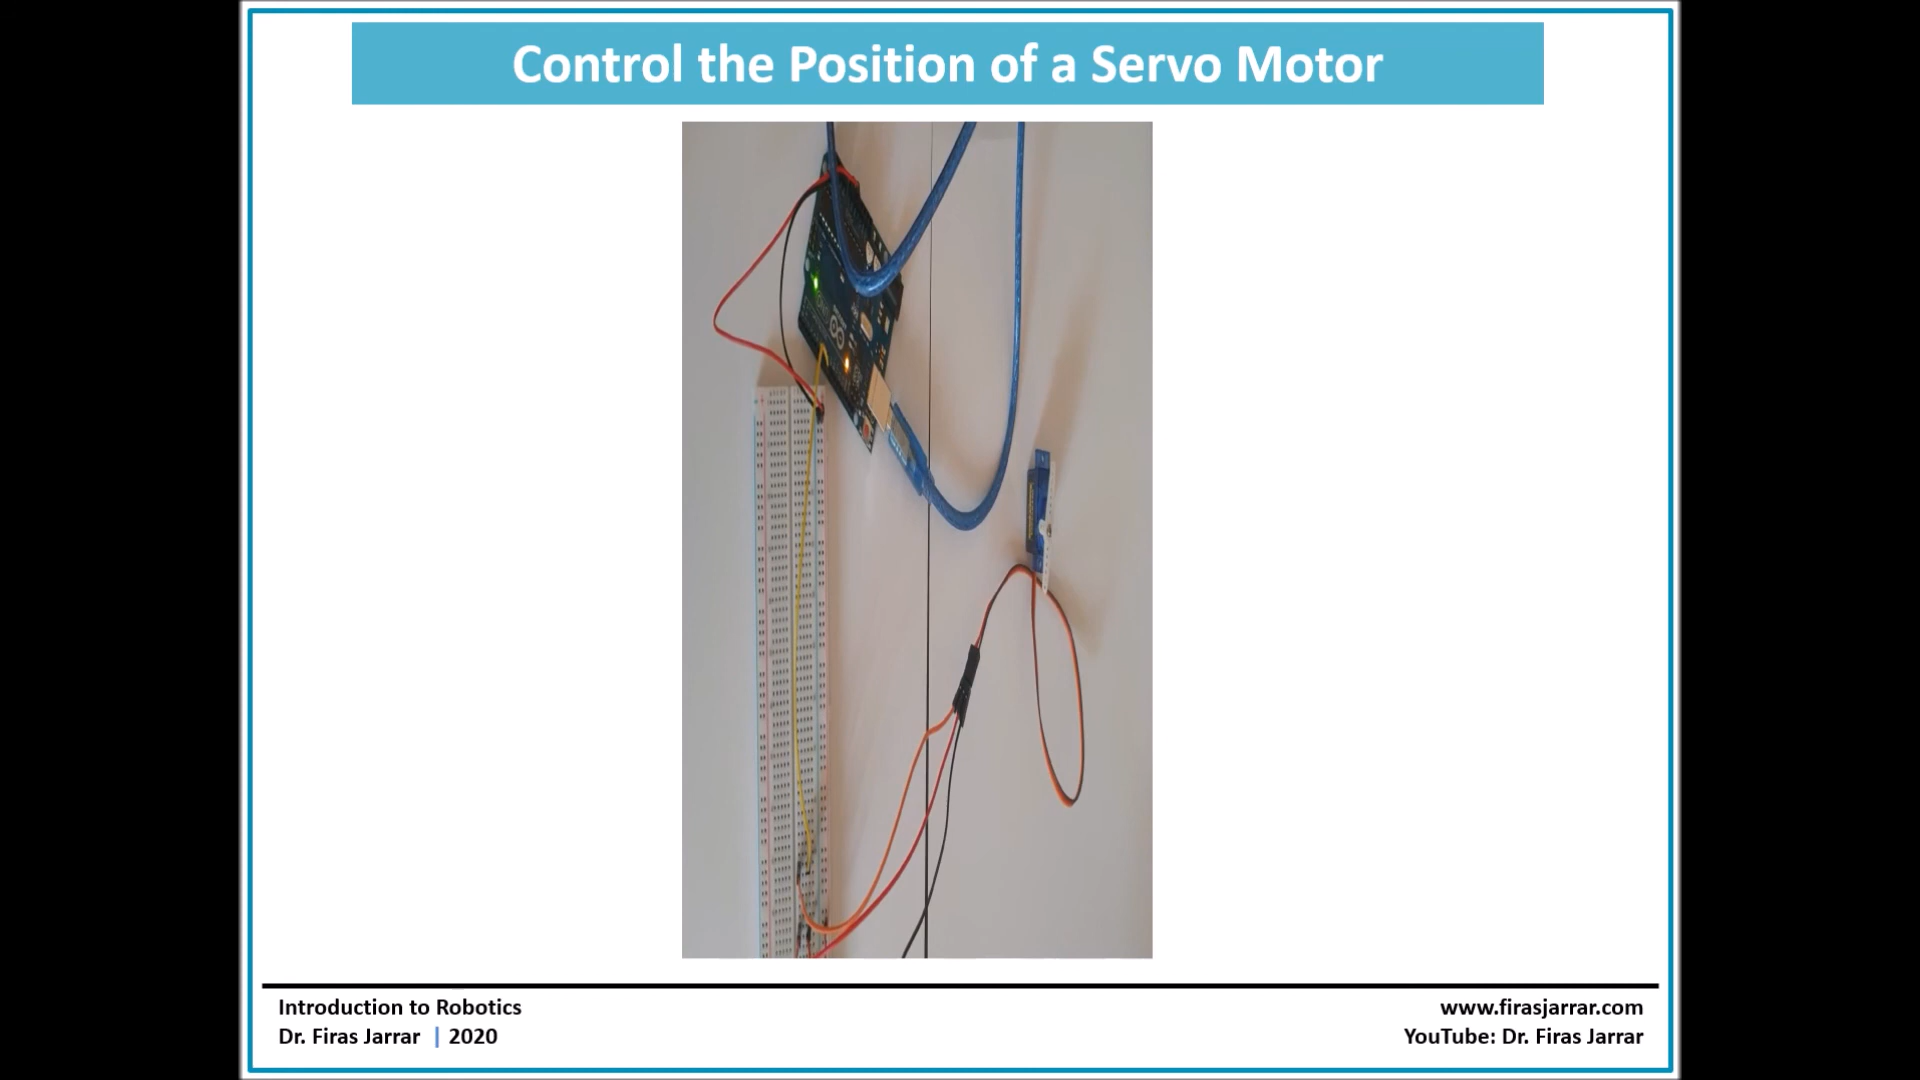 Control the Position of a Servo Motor
Introduction to Robotics
www.firasjarrar.com
Dr. Firas Jarrar | 2020
YouTube: Dr. Firas Jarrar